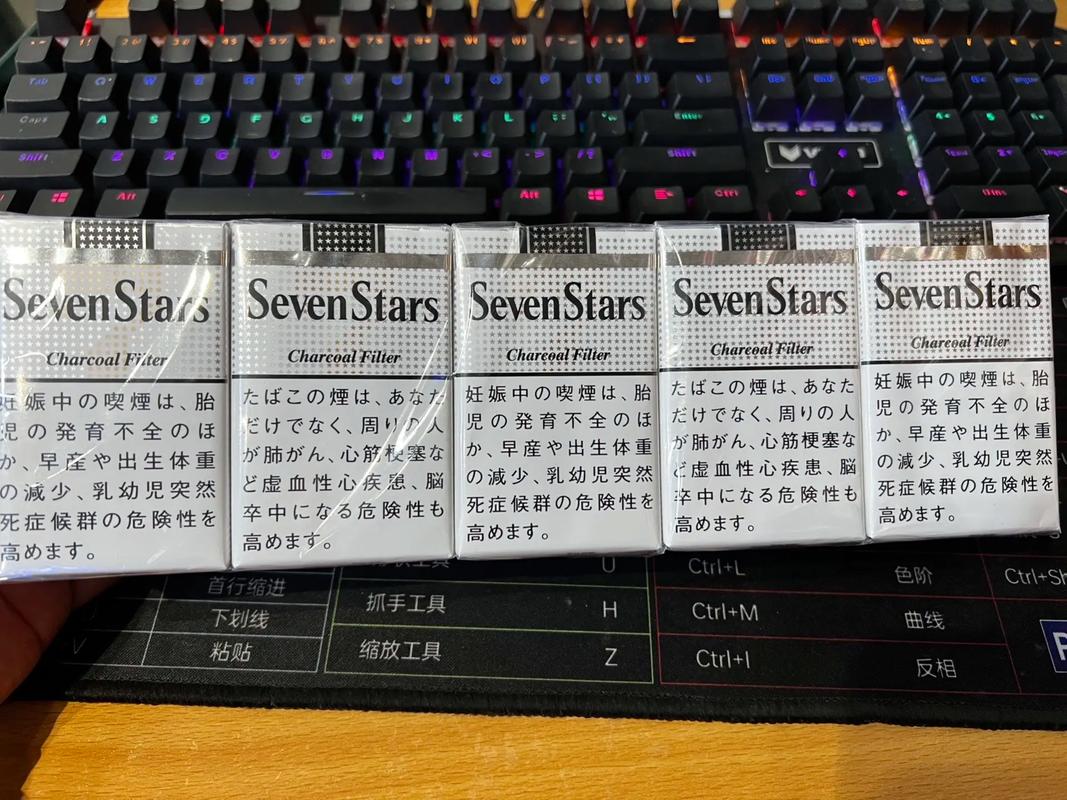 Tab
Caps
A S D F G H J K L
Enter
Shift
Z X C V B N M
Shift
Alt
Alt
Ctrl
SevenStars
Charcoal Filter
妊娠中の喫煙は、胎
児の発育不全のほ
か、早産や出生体重
の減少、乳幼児突然
死症候群の危険性を
高めます。
SevenStars
Charcoal Filter
たばこの煙は、あなた
だけでなく、周りの人
が肺がん、心筋梗塞な
ど虚血性心疾患、脳
卒中になる危険性も
高めます。
SevenStars
Charcoal Filter
妊娠中の喫煙は、胎
児の発育不全のほ
か、早産や出生体重
の減少、乳幼児突然
死症候群の危険性を
高めます。
SevenStars
Charcoal Filter
たばこの煙は、あなた
だけでなく、周りの人
が肺がん、心筋梗塞な
ど虚血性心疾患、脳
卒中になる危険性も
高めます。
SevenStars
Charcoal Filter
妊娠中の喫煙は、胎
児の発育不全のほ
か、早産や出生体重
の減少、乳幼児突然
死症候群の危険性を
高めます。
首行缩进
下划线
粘贴
抓手工具 H
缩放工具 Z
Ctrl+L 色阶
Ctrl+M 曲线
Ctrl+I 反相